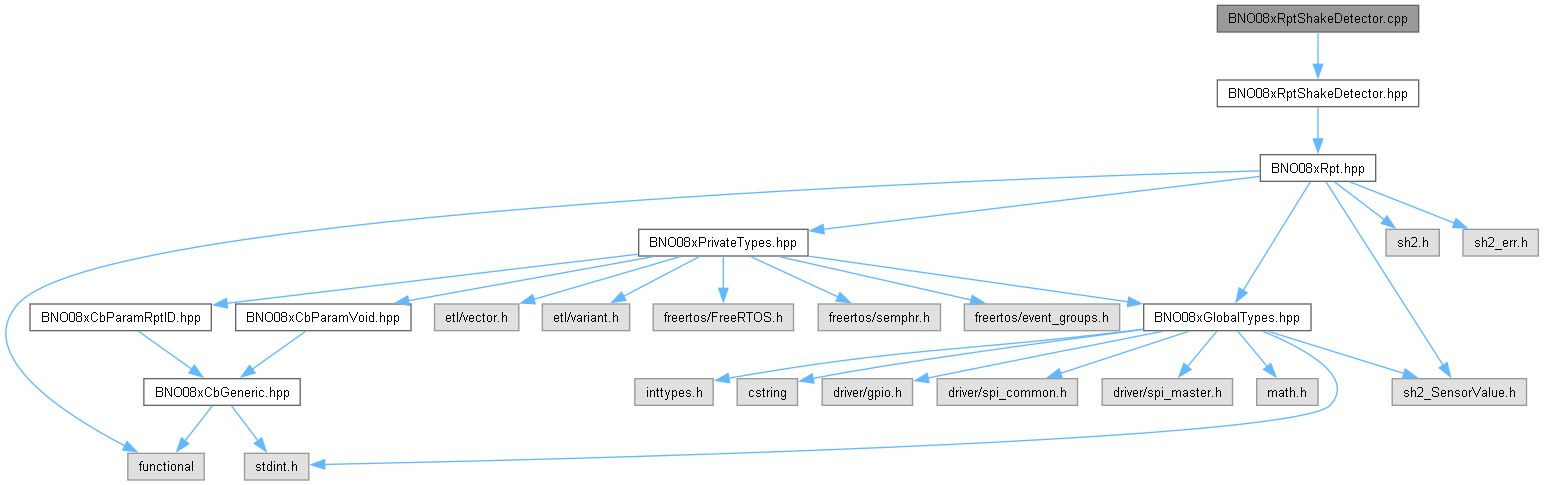 BNO08xRptShakeDetector.cpp
BNO08xRptShakeDetector.hpp
BNO08xRpt.hpp
BNO08xPrivateTypes.hpp
sh2.h
sh2_err.h
BNO08xCbParamRptID.hpp
BNO08xCbParamVoid.hpp
etl/vector.h
etl/variant.h
freertos/FreeRTOS.h
freertos/semphr.h
freertos/event_groups.h
BNO08xGlobalTypes.hpp
BNO08xCbGeneric.hpp
inttypes.h
cstring
driver/gpio.h
driver/spi_common.h
driver/spi_master.h
math.h
sh2_SensorValue.h
functional
stdint.h